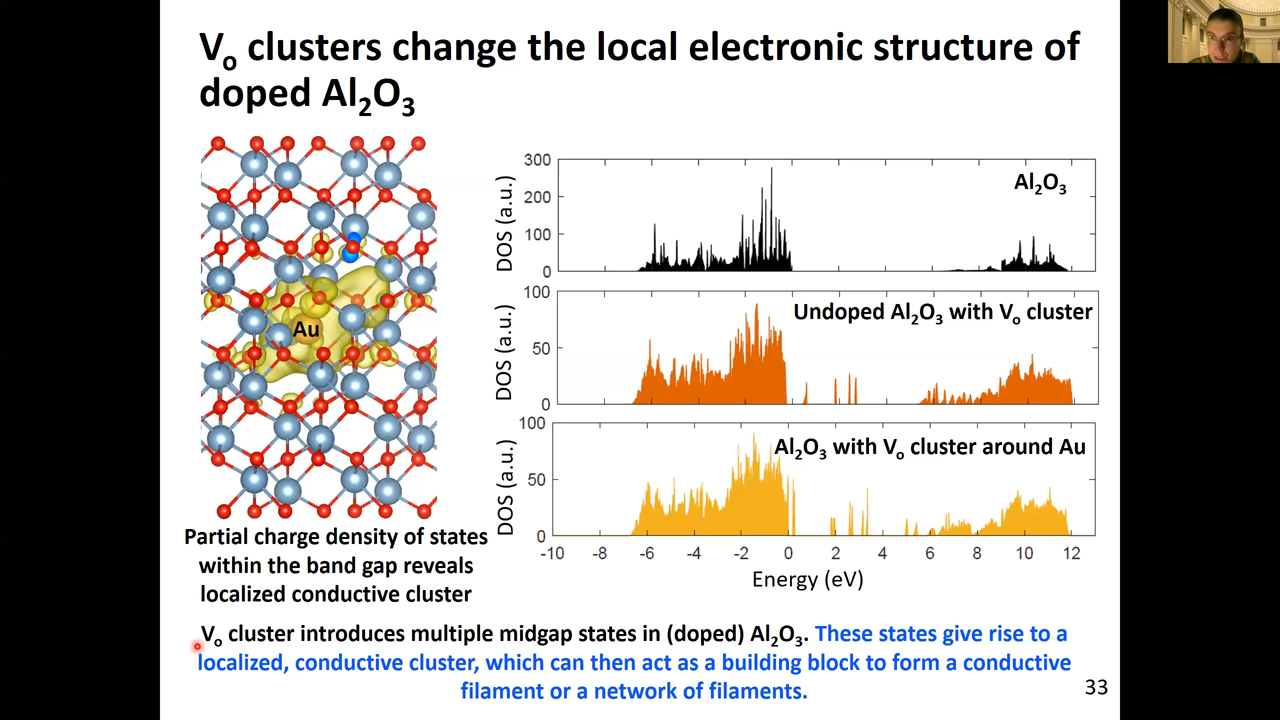 Vₒ clusters change the local electronic structure of
doped Al₂O₃
Au
Partial charge density of states
within the band gap reveals
localized conductive cluster
300
200
100
0
DOS (a.u.)
Al₂O₃
100
50
0
DOS (a.u.)
Undoped Al₂O₃ with Vₒ cluster
100
50
0
DOS (a.u.)
Al₂O₃ with Vₒ cluster around Au
-10 -8 -6 -4 -2 0 2 4 6 8 10 12
Energy (eV)
Vₒ cluster introduces multiple midgap states in (doped) Al₂O₃. These states give rise to a
localized, conductive cluster, which can then act as a building block to form a conductive
filament or a network of filaments.
33